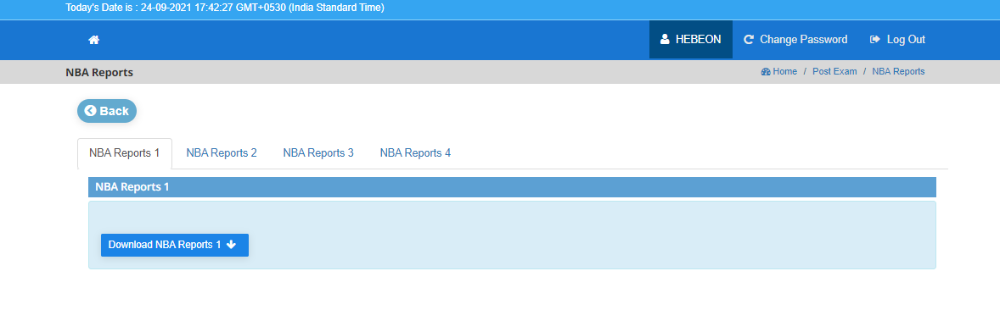 Today's Date is : 24-09-2021 17:42:27 GMT+0530 (India Standard Time)
HEBEON Change Password Log Out
NBA Reports Home / Post Exam / NBA Reports
Back
NBA Reports 1 NBA Reports 2 NBA Reports 3 NBA Reports 4
NBA Reports 1
Download NBA Reports 1